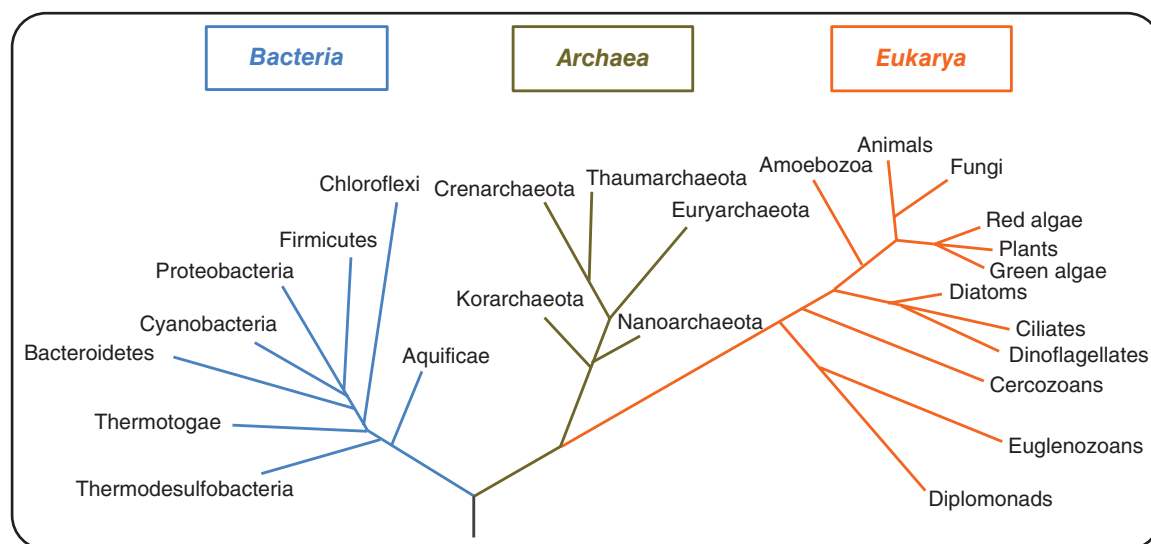 Bacteria
Archaea
Eukarya
Chloroflexi
Firmicutes
Proteobacteria
Cyanobacteria
Bacteroidetes
Aquificae
Thermotogae
Thermodesulfobacteria
Crenarchaeota
Thaumarchaeota
Euryarchaeota
Korarchaeota
Nanoarchaeota
Animals
Amoebozoa
Fungi
Red algae
Plants
Green algae
Diatoms
Ciliates
Dinoflagellates
Cercozoans
Euglenozoans
Diplomonads